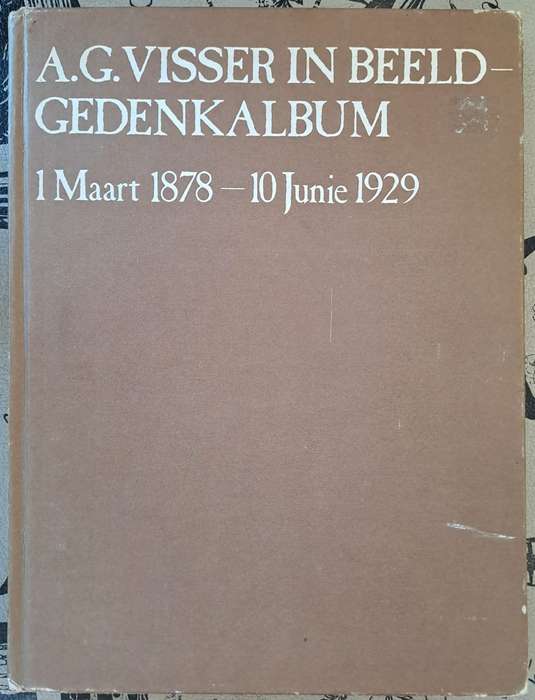 A.G. VISSER IN BEELD –
GEDENKALBUM
1 Maart 1878 – 10 Junie 1929